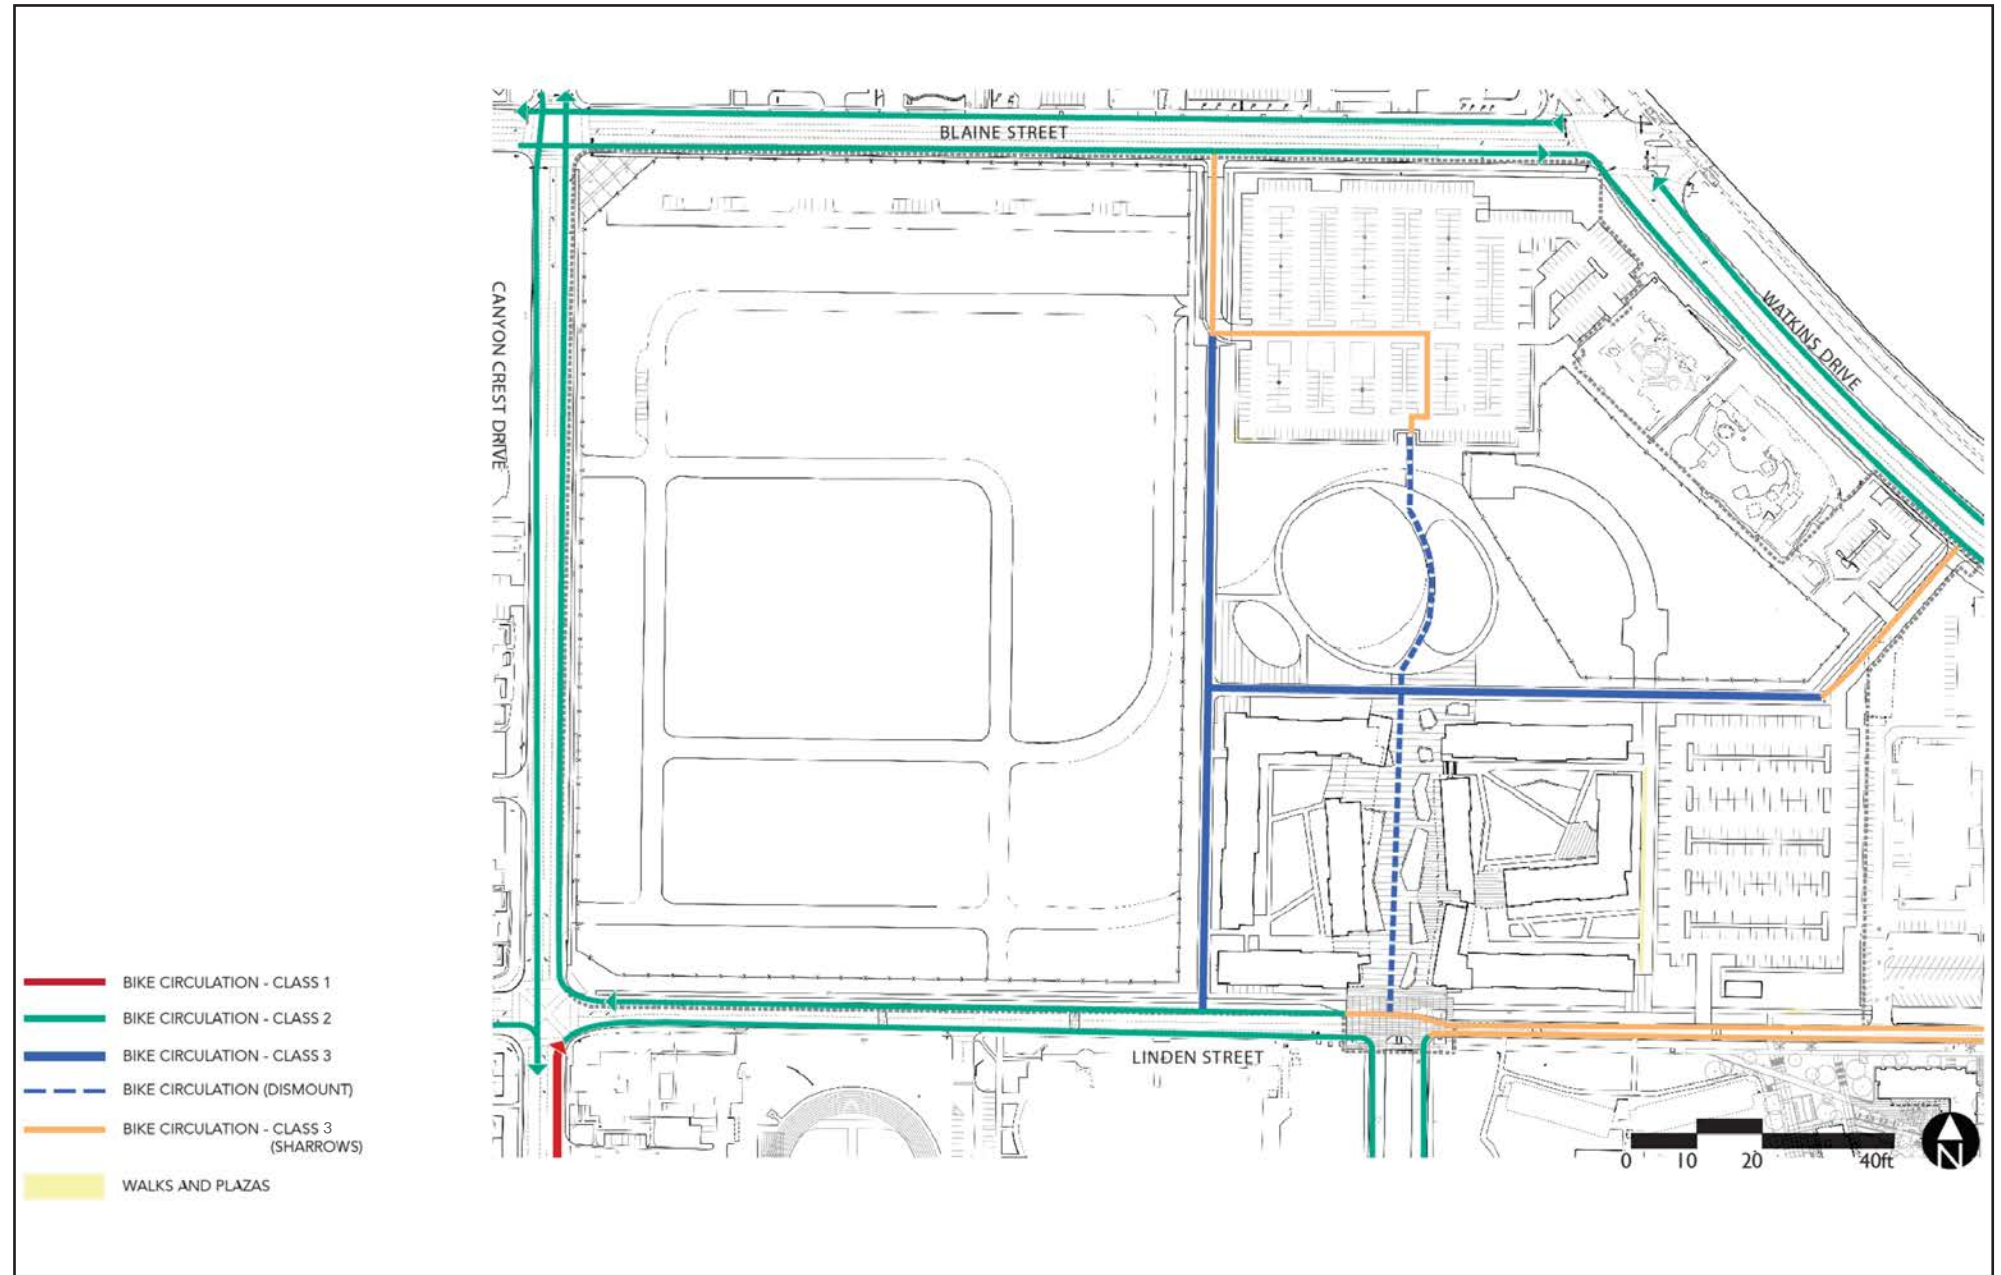 BLAINE STREET
CANYON CREST DRIVE
WATKINS DRIVE
LINDEN STREET
BIKE CIRCULATION - CLASS 1
BIKE CIRCULATION - CLASS 2
BIKE CIRCULATION - CLASS 3
BIKE CIRCULATION (DISMOUNT)
BIKE CIRCULATION - CLASS 3
(SHARROWS)
WALKS AND PLAZAS
0 10 20 40ft
N